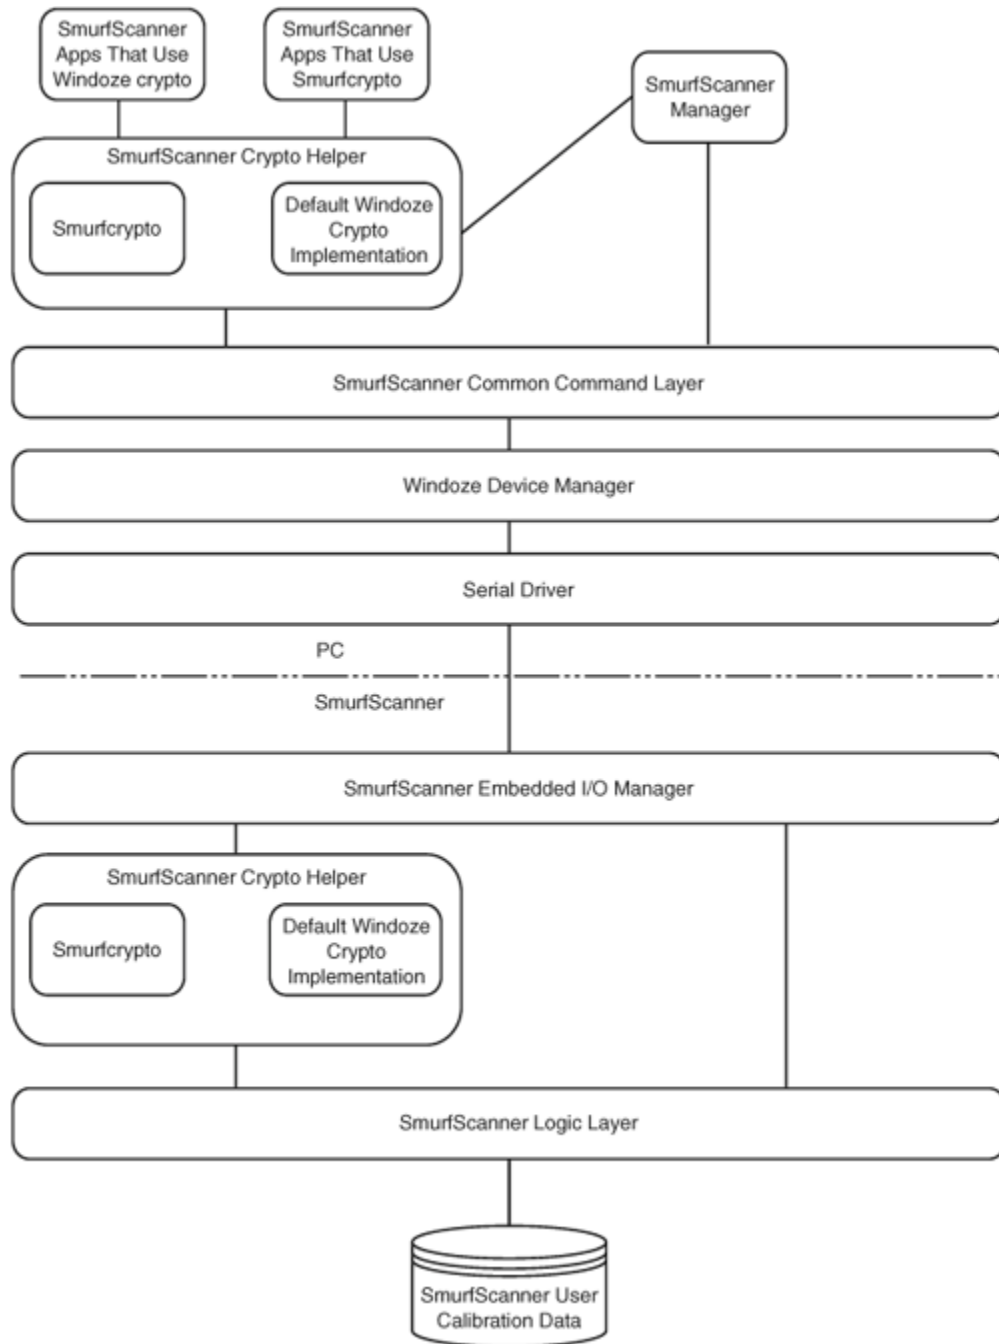 SmurfScanner
Apps That Use
Windoze crypto
SmurfScanner
Apps That Use
Smurfcrypto
SmurfScanner
Manager
SmurfScanner Crypto Helper
Smurfcrypto
Default Windoze
Crypto
Implementation
SmurfScanner Common Command Layer
Windoze Device Manager
Serial Driver
PC
SmurfScanner
SmurfScanner Embedded I/O Manager
SmurfScanner Crypto Helper
Smurfcrypto
Default Windoze
Crypto
Implementation
SmurfScanner Logic Layer
SmurfScanner User
Calibration Data